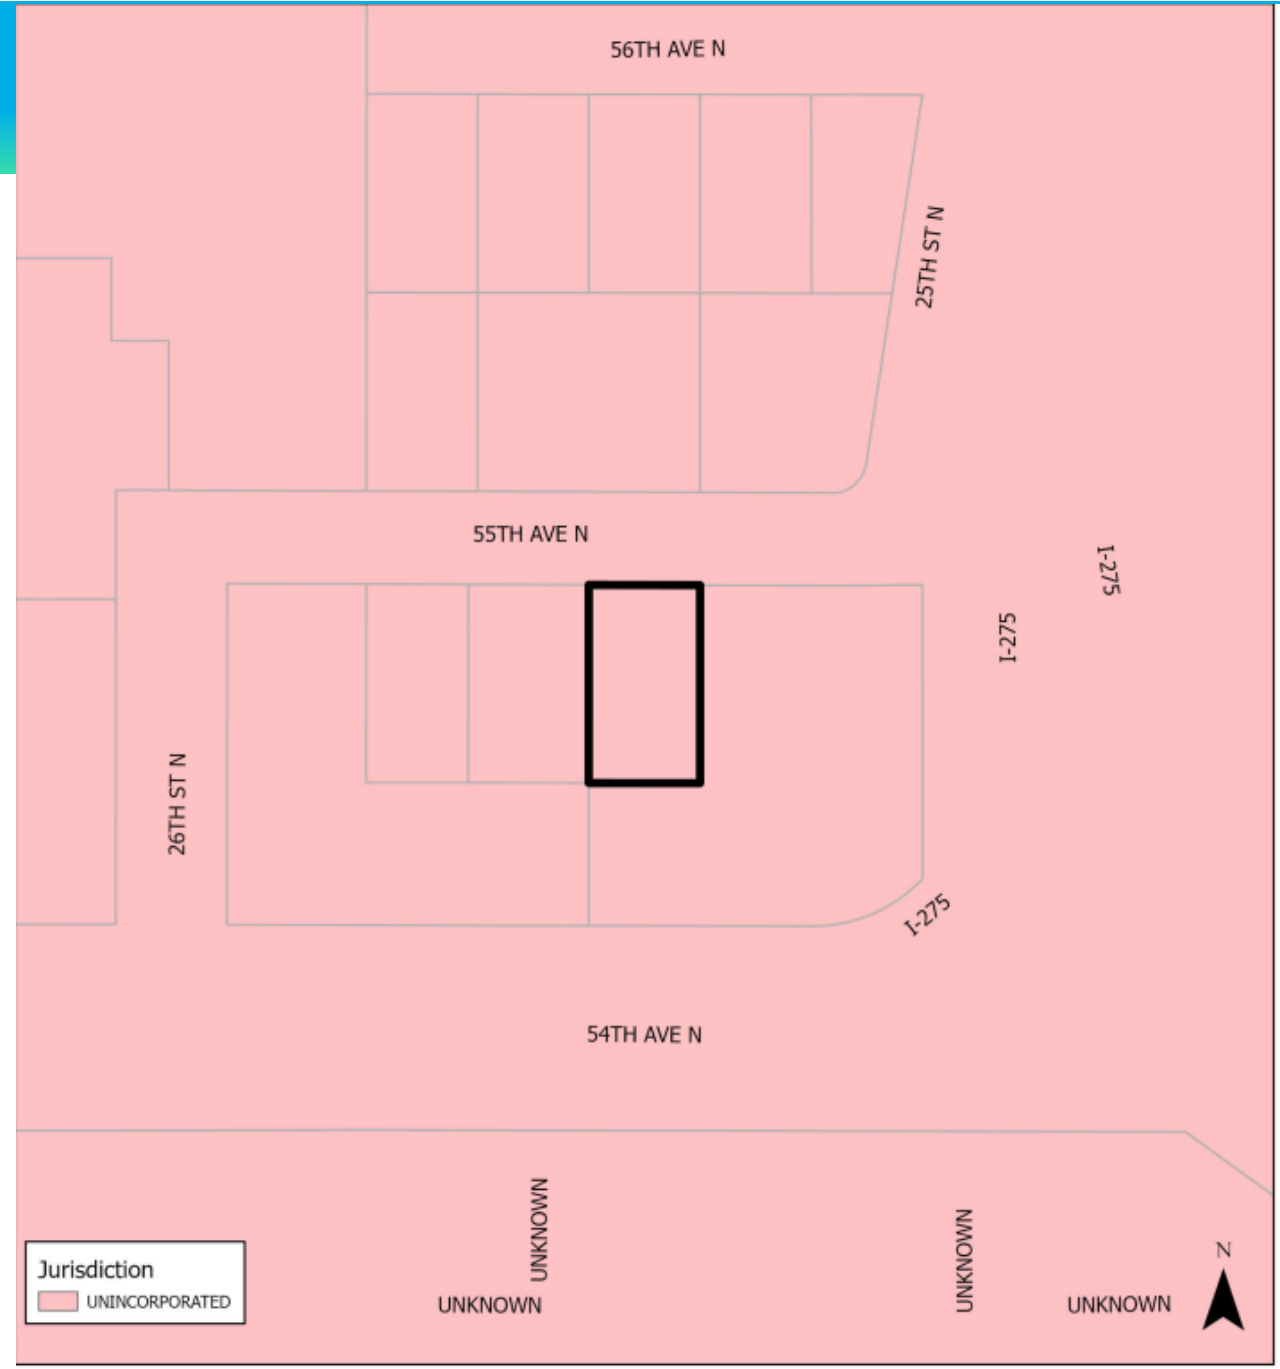 56TH AVE N
25TH ST N
55TH AVE N
I-275
I-275
26TH ST N
I-275
54TH AVE N
UNKNOWN
UNKNOWN
UNKNOWN
UNKNOWN
N
Jurisdiction
UNINCORPORATED